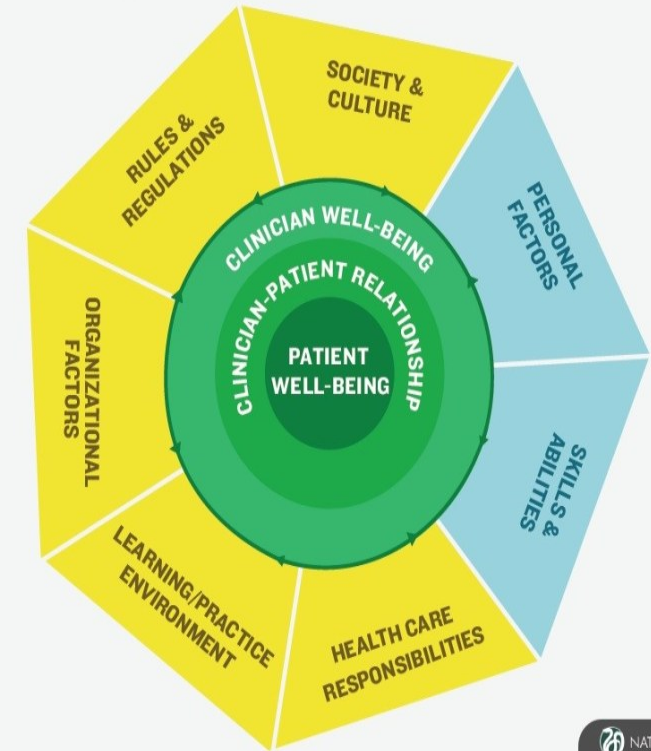 SOCIETY &
CULTURE
RULES &
REGULATIONS
PERSONAL
FACTORS
CLINICIAN WELL-BEING
CLINICIAN-PATIENT RELATIONSHIP
PATIENT
WELL-BEING
ORGANIZATIONAL
FACTORS
SKILLS &
ABILITIES
LEARNING/PRACTICE
ENVIRONMENT
HEALTH CARE
RESPONSIBILITIES
NAT